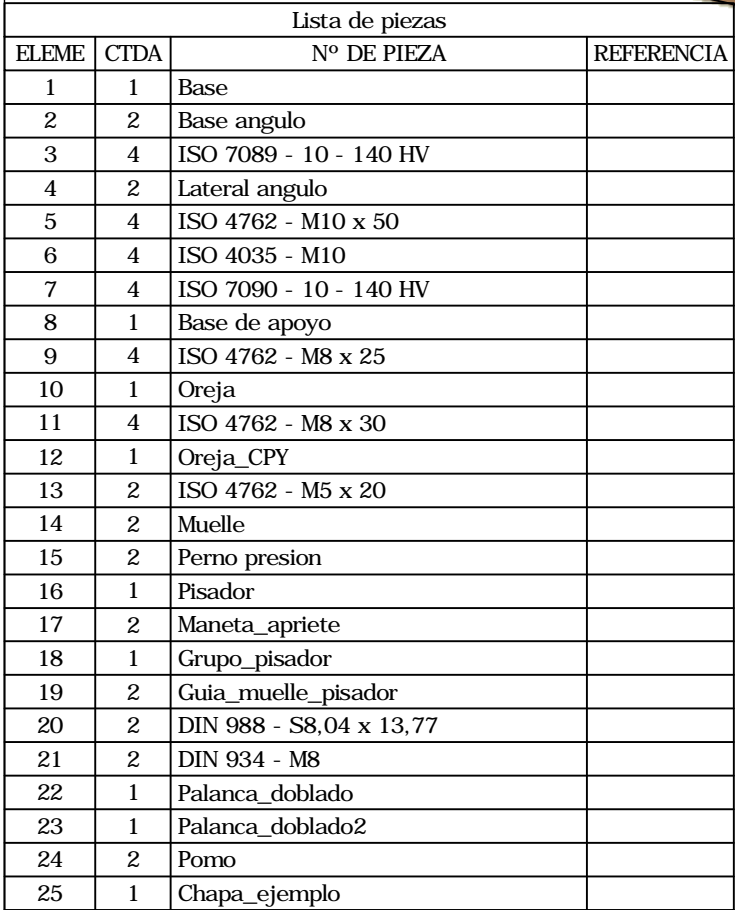 Lista de piezas
ELEME CTDA Nº DE PIEZA REFERENCIA
1 1 Base
2 2 Base angulo
3 4 ISO 7089 - 10 - 140 HV
4 2 Lateral angulo
5 4 ISO 4762 - M10 x 50
6 4 ISO 4035 - M10
7 4 ISO 7090 - 10 - 140 HV
8 1 Base de apoyo
9 4 ISO 4762 - M8 x 25
10 1 Oreja
11 4 ISO 4762 - M8 x 30
12 1 Oreja_CPY
13 2 ISO 4762 - M5 x 20
14 2 Muelle
15 2 Perno presion
16 1 Pisador
17 2 Maneta_apriete
18 1 Grupo_pisador
19 2 Guia_muelle_pisador
20 2 DIN 988 - S8,04 x 13,77
21 2 DIN 934 - M8
22 1 Palanca_doblado
23 1 Palanca_doblado2
24 2 Pomo
25 1 Chapa_ejemplo